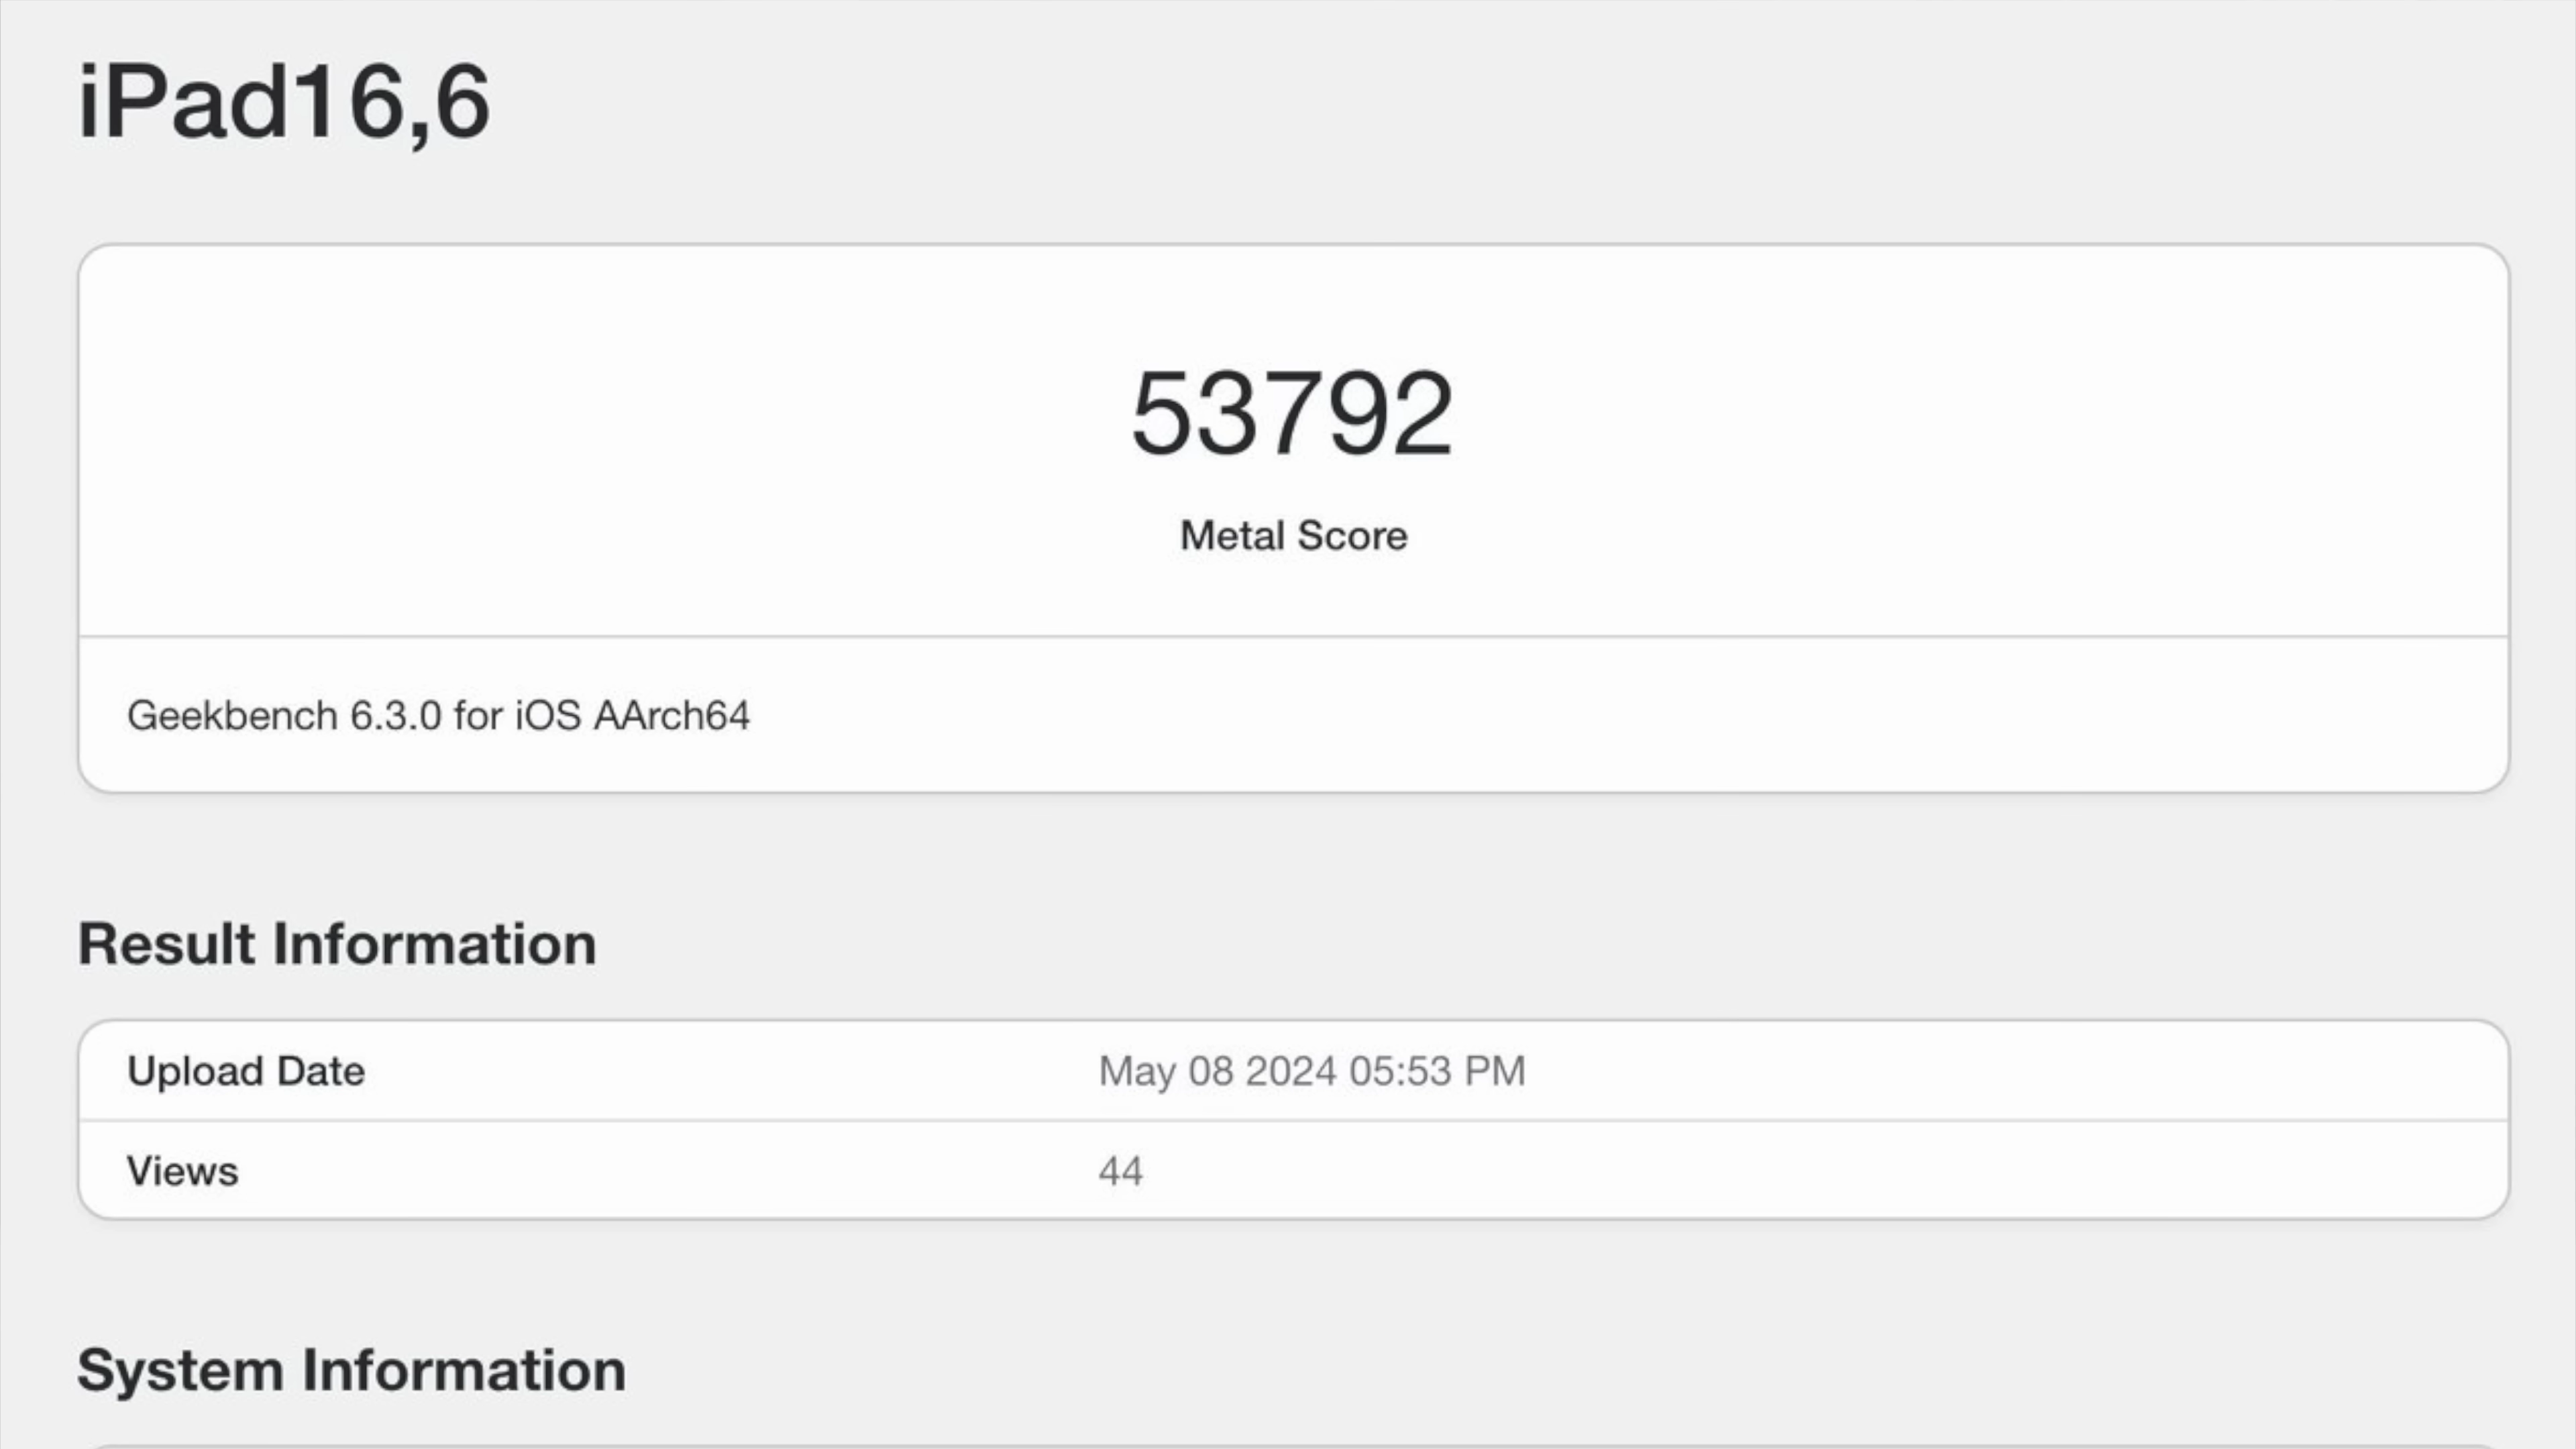 iPad16,6
53792
Metal Score
Geekbench 6.3.0 for iOS AArch64
Result Information
Upload Date May 08 2024 05:53 PM
Views 44
System Information